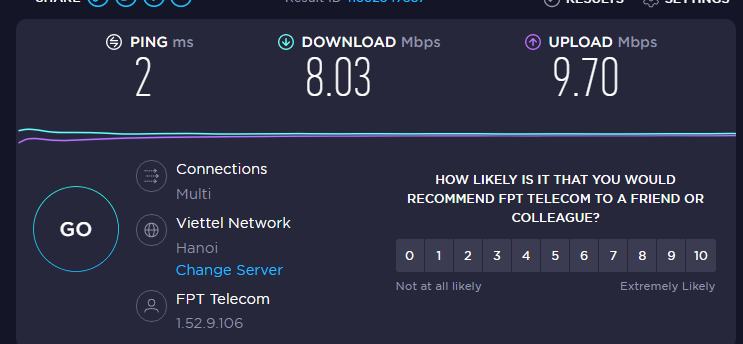 SHARE
RESULTS
SETTINGS
PING ms
DOWNLOAD Mbps
UPLOAD Mbps
2
8.03
9.70
GO
Connections
Multi
Viettel Network
Hanoi
Change Server
FPT Telecom
1.52.9.106
HOW LIKELY IS IT THAT YOU WOULD
RECOMMEND FPT TELECOM TO A FRIEND OR
COLLEAGUE?
0 1 2 3 4 5 6 7 8 9 10
Not at all likely
Extremely Likely